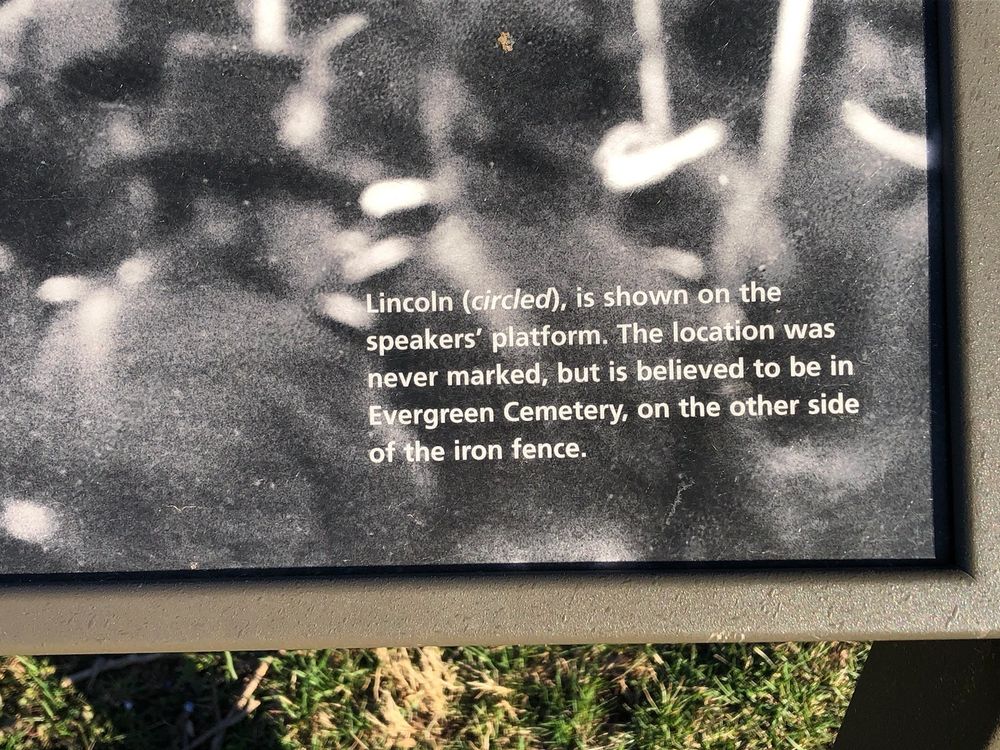 Lincoln (circled), is shown on the
speakers’ platform. The location was
never marked, but is believed to be in
Evergreen Cemetery, on the other side
of the iron fence.